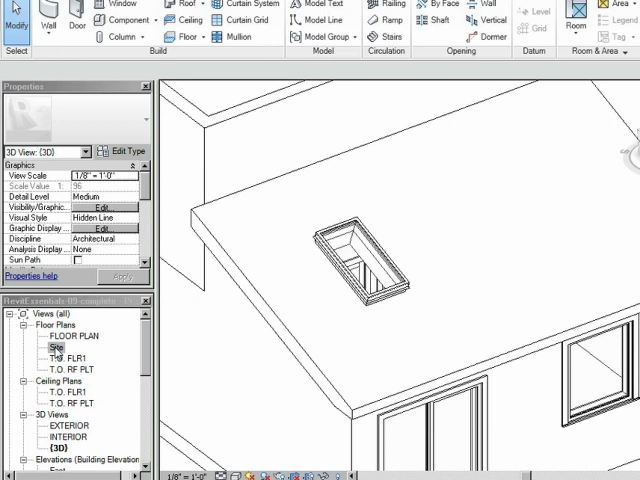 Window
Roof
Curtain System
Model Text
Railing
By Face
Wall
Level
Area
Modify
Wall
Door
Component
Ceiling
Curtain Grid
Model Line
Ramp
Shaft
Vertical
Grid
Room
Legend
Column
Floor
Mullion
Model Group
Stairs
Dormer
Tag
Select
Build
Model
Circulation
Opening
Datum
Room & Area
Properties
3D View: {3D}
Edit Type
Graphics
View Scale 1/8" = 1'-0"
Scale Value 1: 96
Detail Level Medium
Visibility/Graphic... Edit...
Visual Style Hidden Line
Graphic Display ... Edit...
Discipline Architectural
Analysis Display ... None
Sun Path
Properties help
Apply
RevitEssentials-09-complete
Views (all)
Floor Plans
FLOOR PLAN
Site
T.O. FLR1
T.O. RF PLT
Ceiling Plans
T.O. FLR1
T.O. RF PLT
3D Views
EXTERIOR
INTERIOR
{3D}
Elevations (Building Elevation
East
1/8" = 1'-0"